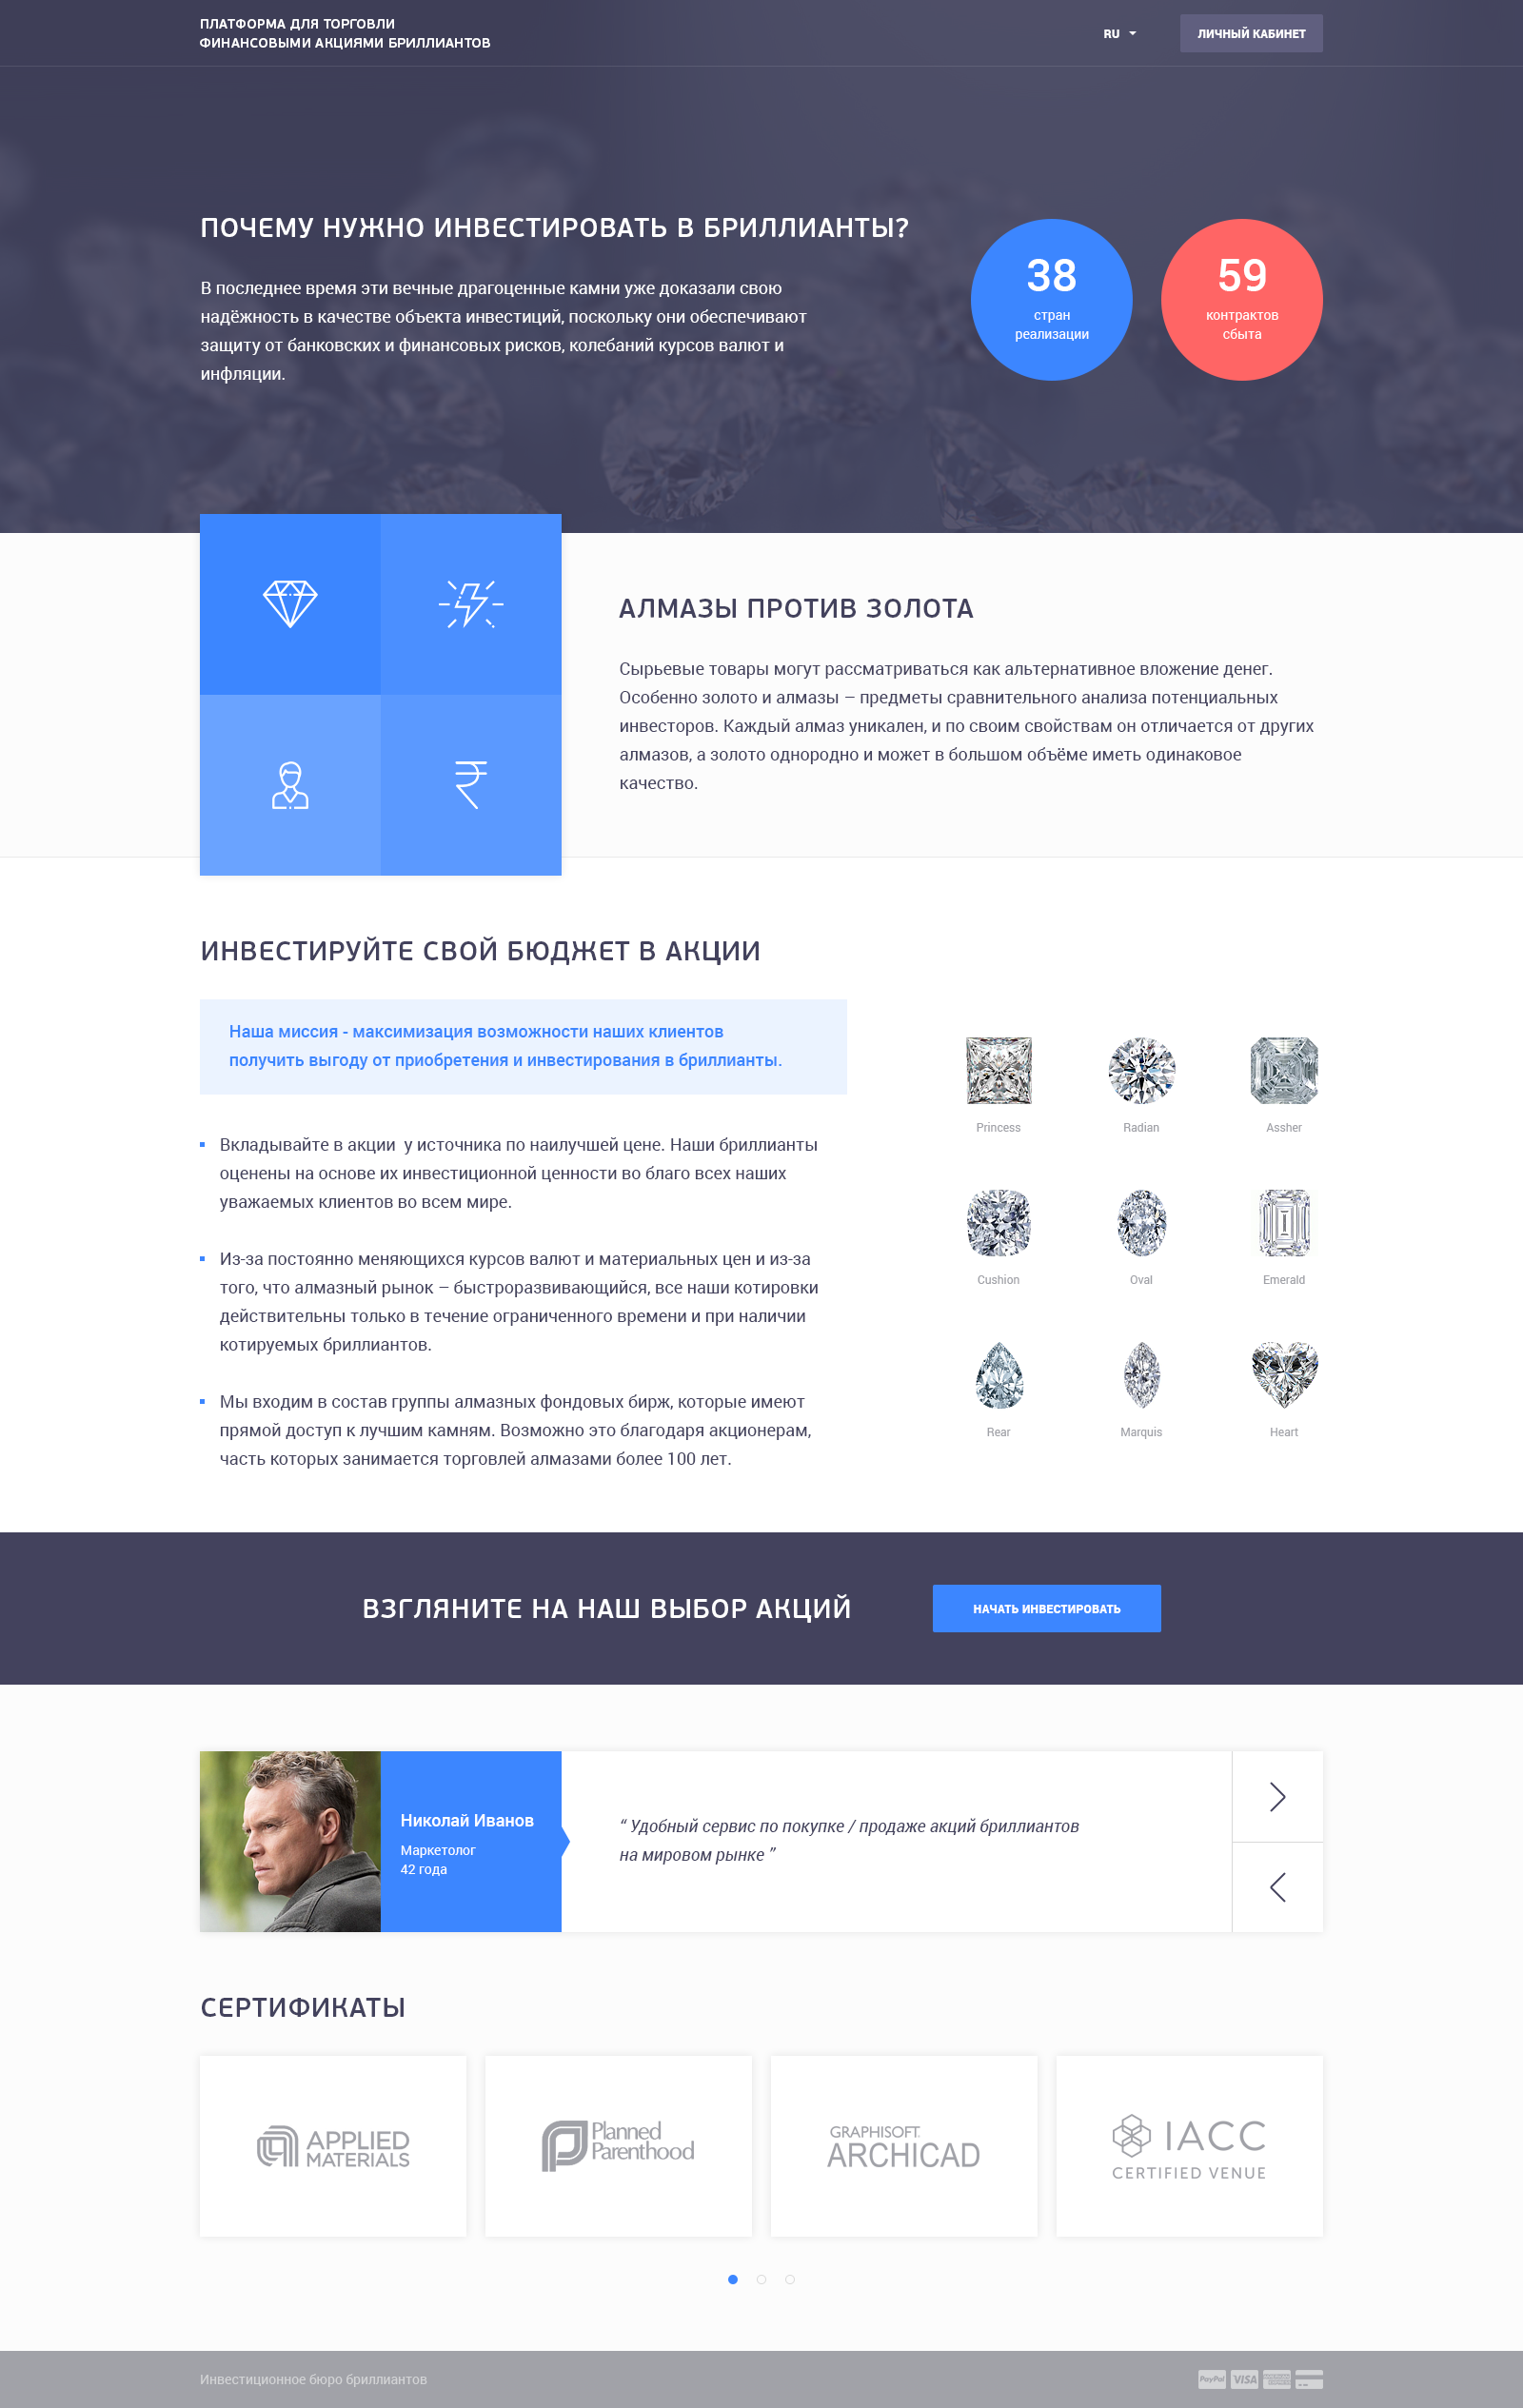 ПЛАТФОРМА ДЛЯ ТОРГОВЛИ
ФИНАНСОВЫМИ АКЦИЯМИ БРИЛЛИАНТОВ
RU
ЛИЧНЫЙ КАБИНЕТ
ПОЧЕМУ НУЖНО ИНВЕСТИРОВАТЬ В БРИЛЛИАНТЫ?
В последнее время эти вечные драгоценные камни уже доказали свою
надёжность в качестве объекта инвестиций, поскольку они обеспечивают
защиту от банковских и финансовых рисков, колебаний курсов валют и
инфляции.
38
стран
реализации
59
контрактов
сбыта
АЛМАЗЫ ПРОТИВ ЗОЛОТА
Сырьевые товары могут рассматриваться как альтернативное вложение денег.
Особенно золото и алмазы – предметы сравнительного анализа потенциальных
инвесторов. Каждый алмаз уникален, и по своим свойствам он отличается от других
алмазов, а золото однородно и может в большом объёме иметь одинаковое
качество.
ИНВЕСТИРУЙТЕ СВОЙ БЮДЖЕТ В АКЦИИ
Наша миссия - максимизация возможности наших клиентов
получить выгоду от приобретения и инвестирования в бриллианты.
Вкладывайте в акции  у источника по наилучшей цене. Наши бриллианты
оценены на основе их инвестиционной ценности во благо всех наших
уважаемых клиентов во всем мире.
Из-за постоянно меняющихся курсов валют и материальных цен и из-за
того, что алмазный рынок – быстроразвивающийся, все наши котировки
действительны только в течение ограниченного времени и при наличии
котируемых бриллиантов.
Мы входим в состав группы алмазных фондовых бирж, которые имеют
прямой доступ к лучшим камням. Возможно это благодаря акционерам,
часть которых занимается торговлей алмазами более 100 лет.
Princess
Radian
Assher
Cushion
Oval
Emerald
Rear
Marquis
Heart
ВЗГЛЯНИТЕ НА НАШ ВЫБОР АКЦИЙ
НАЧАТЬ ИНВЕСТИРОВАТЬ
Николай Иванов
Маркетолог
42 года
“ Удобный сервис по покупке / продаже акций бриллиантов
на мировом рынке ”
СЕРТИФИКАТЫ
APPLIED
MATERIALS
Planned
Parenthood
GRAPHISOFT
ARCHICAD
IACC
CERTIFIED VENUE
Инвестиционное бюро бриллиантов
PayPal
VISA